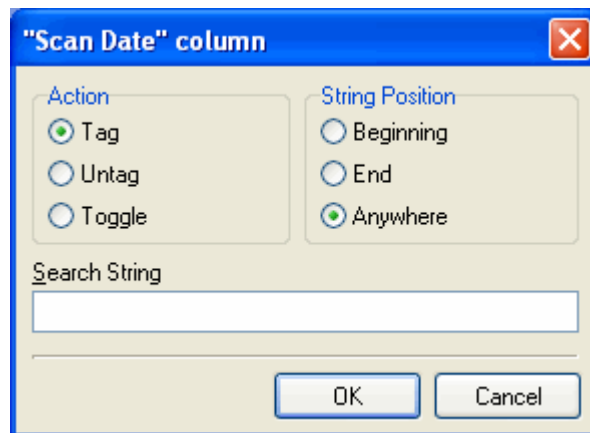 "Scan Date" column
Action
Tag
Untag
Toggle
String Position
Beginning
End
Anywhere
Search String
OK
Cancel